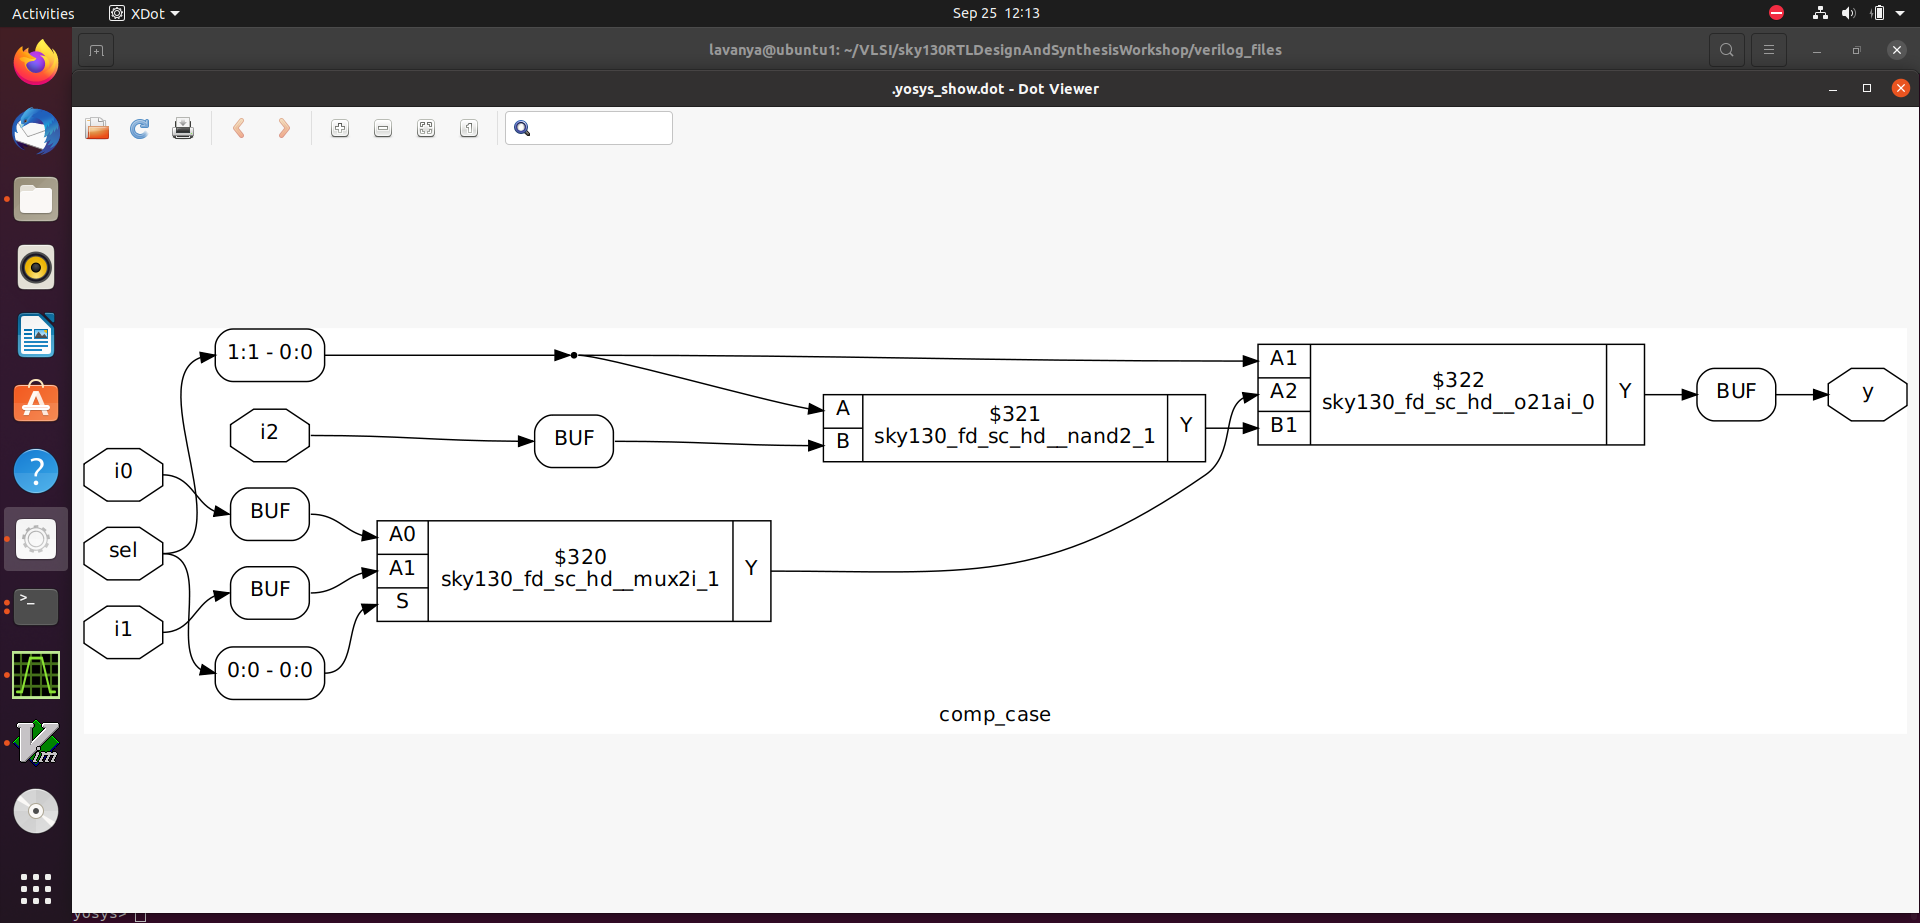 Activities XDot Sep 25 12:13
lavanya@ubuntu1: ~/VLSI/sky130RTLDesignAndSynthesisWorkshop/verilog_files
.yosys_show.dot - Dot Viewer
1
1:1 - 0:0
i2
BUF
i0
BUF
sel
BUF
i1
0:0 - 0:0
A0
A1
S
$320
sky130_fd_sc_hd__mux2i_1
Y
A
B
$321
sky130_fd_sc_hd__nand2_1
Y
A1
A2
B1
$322
sky130_fd_sc_hd__o21ai_0
Y
BUF
y
comp_case
yosys>